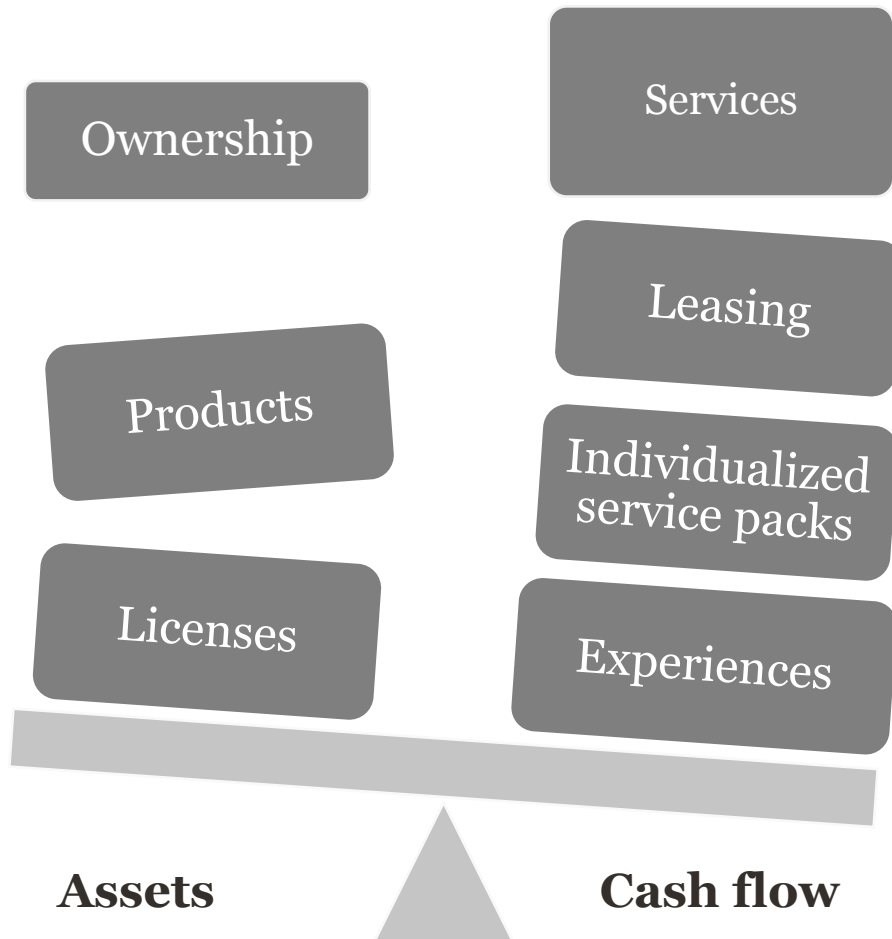 Ownership
Products
Licenses
Services
Leasing
Individualized
service packs
Experiences
Assets
Cash flow